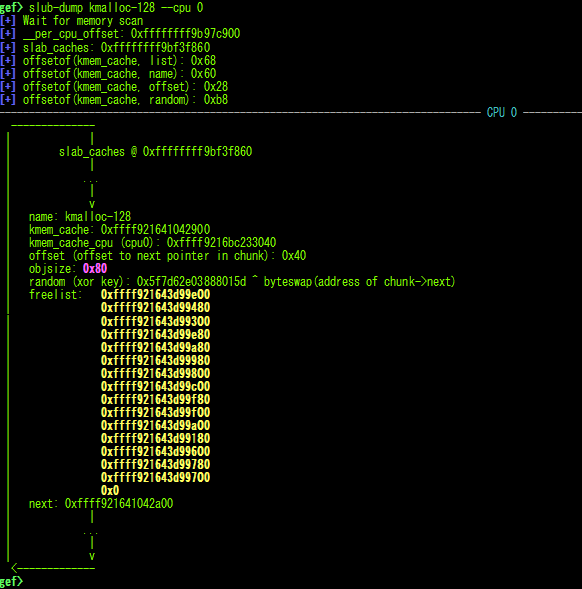 gef> slub-dump kmalloc-128 --cpu 0
[+] Wait for memory scan
[+] __per_cpu_offset: 0xffffffff9b97c900
[+] slab_caches: 0xffffffff9bf3f860
[+] offsetof(kmem_cache, list): 0x68
[+] offsetof(kmem_cache, name): 0x60
[+] offsetof(kmem_cache, offset): 0x28
[+] offsetof(kmem_cache, random): 0xb8
CPU 0
slab_caches @ 0xffffffff9bf3f860
...
v
name: kmalloc-128
kmem_cache: 0xffff921641042900
kmem_cache_cpu (cpu0): 0xffff9216bc233040
offset (offset to next pointer in chunk): 0x40
objsize: 0x80
random (xor key): 0x5f7d62e03888015d ^ byteswap(address of chunk->next)
freelist: 0xffff921643d99e00
0xffff921643d99480
0xffff921643d99300
0xffff921643d99e80
0xffff921643d99a80
0xffff921643d99980
0xffff921643d99800
0xffff921643d99c00
0xffff921643d99f80
0xffff921643d99f00
0xffff921643d99a00
0xffff921643d99180
0xffff921643d99600
0xffff921643d99780
0xffff921643d99700
0x0
next: 0xffff921641042a00
...
v
gef>